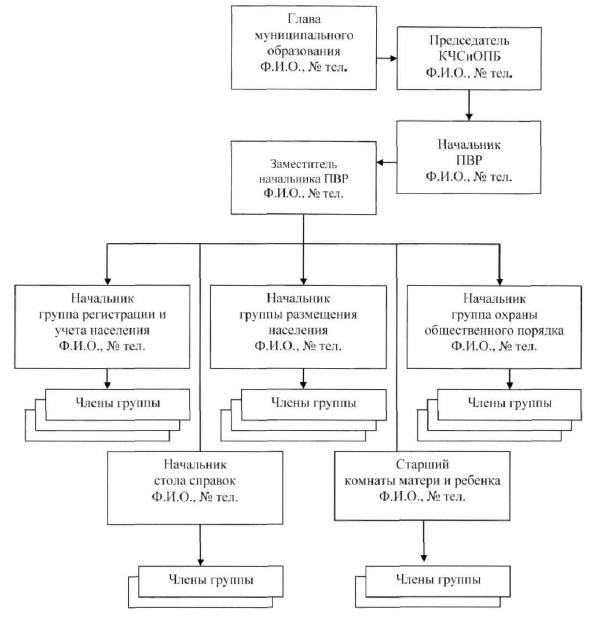 Глава
муниципального
образования
Ф.И.О., № тел.
Председатель
КЧСиОПБ
Ф.И.О., № тел.
Начальник
ПВР
Ф.И.О., № тел.
Заместитель
начальника ПВР
Ф.И.О., № тел.
Начальник
группа регистрации и
учета населения
Ф.И.О., № тел.
Начальник
группы размещения
населения
Ф.И.О., № тел.
Начальник
группа охраны
общественного порядка
Ф.И.О., № тел.
Члены группы
Члены группы
Члены группы
Начальник
стола справок
Ф.И.О., № тел.
Старший
комнаты матери и ребенка
Ф.И.О., № тел.
Члены группы
Члены группы